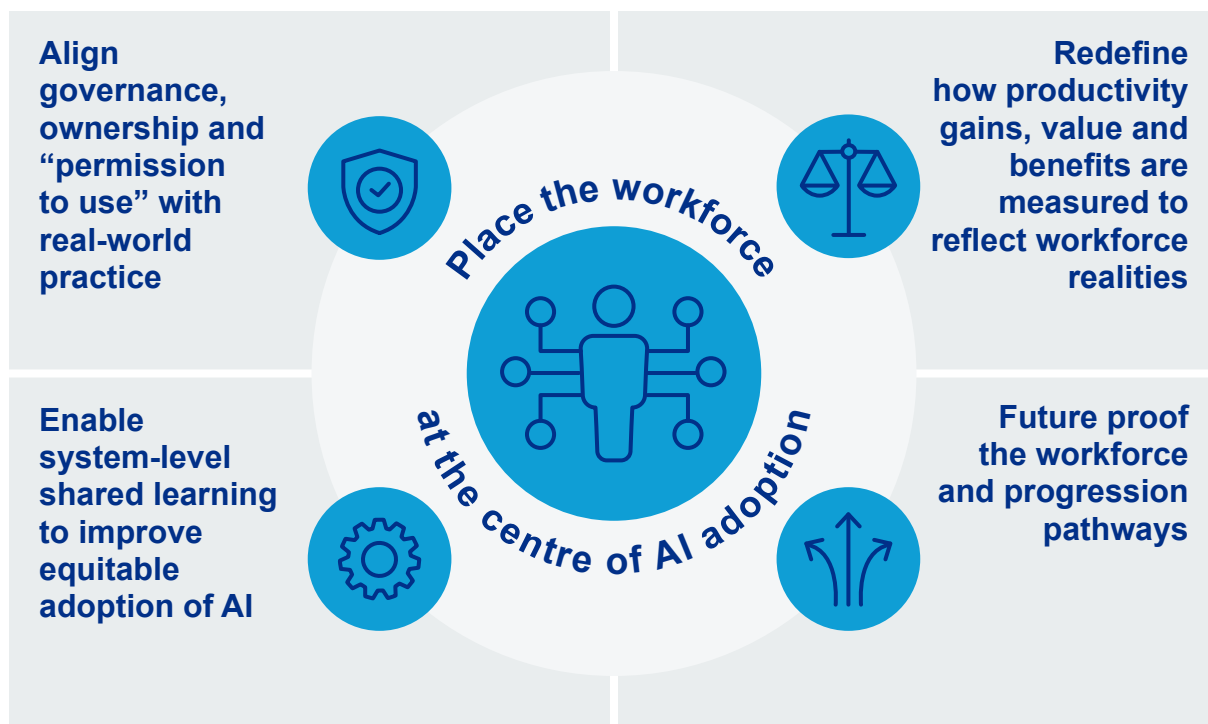 Align
governance,
ownership and
“permission
to use” with
real-world
practice
Redefine
how productivity
gains, value and
benefits are
measured to
reflect workforce
realities
Place the workforce
at the centre of AI adoption
Enable
system-level
shared learning
to improve
equitable
adoption of AI
Future proof
the workforce
and progression
pathways